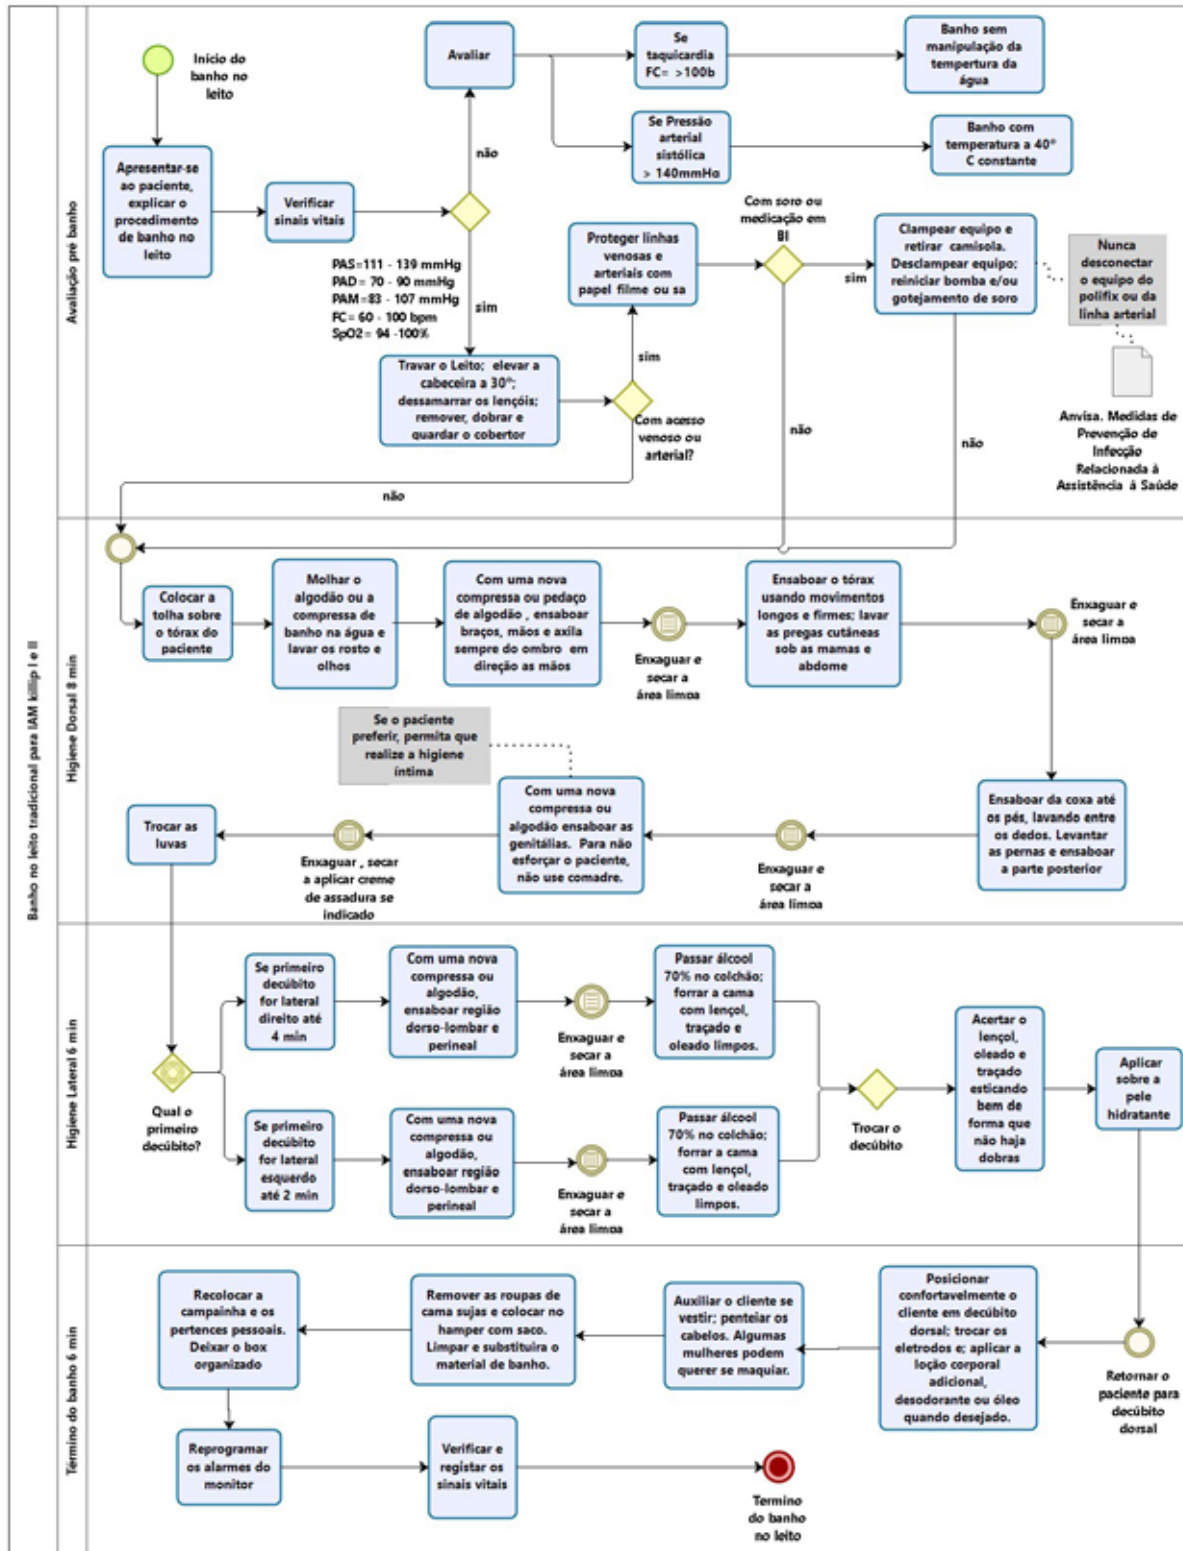 Banho no leito tradicional para IAM killip I e II
Avaliação pré banho
Início do
banho no
leito
Apresentar-se
ao paciente,
explicar o
procedimento
de banho no
leito
Verificar
sinais vitais
não
Avaliar
Se
taquicardia
FC= >100b
Banho sem
manipulação da
tempertura da
água
Se Pressão
arterial
sistólica
> 140mmHg
Banho com
temperatura a 40°
C constante
PAS=111 - 139 mmHg
PAD= 70 - 90 mmHg
PAM=83 - 107 mmHg
FC= 60 - 100 bpm
SpO2= 94 -100%
sim
Travar o Leito; elevar a
cabeceira a 30°;
dessamarrar os lençóis;
remover, dobrar e
guardar o cobertor
Com acesso
venoso ou
arterial?
sim
não
Proteger linhas
venosas e
arteriais com
papel filme ou sa
Com soro ou
medicação em
BI
sim
não
Clampear equipo e
retirar camisola.
Desclampear equipo;
reiniciar bomba e/ou
gotejamento de soro
não
Nunca
desconectar
o equipo do
polifix ou da
linha arterial
Anvisa. Medidas de
Prevenção de
Infecção
Relacionada á
Assistência á Saúde
Higiene Dorsal 8 min
Colocar a
tolha sobre
o tórax do
paciente
Molhar o
algodão ou a
compressa de
banho na água e
lavar os rosto e
olhos
Com uma nova
compressa ou pedaço
de algodão , ensaboar
braços, mãos e axila
sempre do ombro em
direção as mãos
Enxaguar e
secar a
área limpa
Ensaboar o tórax
usando movimentos
longos e firmes; lavar
as pregas cutáneas
sob as mamas e
abdome
Enxaguar e
secar a
área limpa
Ensaboar da coxa até
os pés, lavando entre
os dedos. Levantar
as pernas e ensaboar
a parte posterior
Enxaguar e
secar a
área limpa
Se o paciente
preferir, permita que
realize a higiene
íntima
Com uma nova
compressa ou
algodão ensaboar as
genitálias. Para não
esforçar o paciente,
não use comadre.
Enxaguar , secar
a aplicar creme
de assadura se
indicado
Trocar as
luvas
Higiene Lateral 6 min
Qual o
primeiro
decúbito?
Se primeiro
decúbito
for lateral
direito até
4 min
Com uma nova
compressa ou
algodão,
ensaboar região
dorso-lombar e
perineal
Enxaguar e
secar a
área limpa
Passar álcool
70% no colchão;
forrar a cama
com lençol,
traçado e
oleado limpos.
Se primeiro
decúbito
for lateral
esquerdo
até 2 min
Com uma nova
compressa ou
algodão,
ensaboar região
dorso-lombar e
perineal
Enxaguar e
secar a
área limpa
Passar álcool
70% no colchão;
forrar a cama
com lençol,
traçado e oleado
limpos.
Trocar o
decúbito
Acertar o
lençol,
oleado e
traçado
esticando
bem de
forma que
não haja
dobras
Aplicar
sobre a
pele
hidratante
Término do banho 6 min
Retornar o
paciente para
decúbito
dorsal
Posicionar
confortavelmente o
cliente em decúbito
dorsal; trocar os
eletrodos e; aplicar a
loção corporal
adicional,
desodorante ou óleo
quando desejado.
Auxiliar o cliente se
vestir; penteiar os
cabelos. Algumas
mulheres podem
querer se maquiar.
Remover as roupas de
cama sujas e colocar no
hamper com saco.
Limpar e substituira o
material de banho.
Recolocar a
campainha e os
pertences pessoais.
Deixar o box
organizado
Reprogramar
os alarmes do
monitor
Verificar e
registar os
sinais vitais
Termino
do banho
no leito